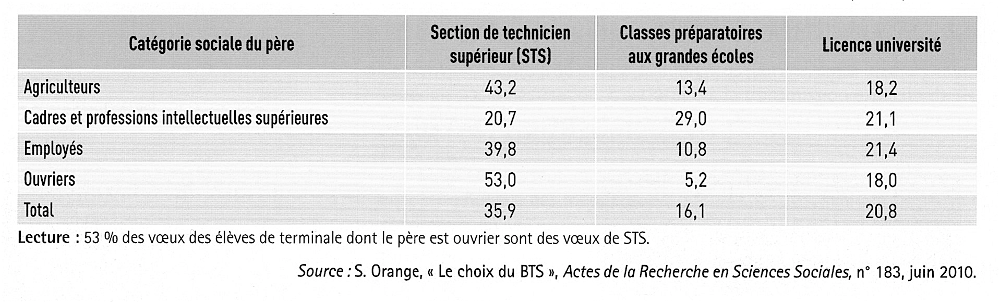 Catégorie sociale du père Section de technicien supérieur (STS) Classes préparatoires aux grandes écoles Licence université
Agriculteurs 43,2 13,4 18,2
Cadres et professions intellectuelles supérieures 20,7 29,0 21,1
Employés 39,8 10,8 21,4
Ouvriers 53,0 5,2 18,0
Total 35,9 16,1 20,8
Lecture : 53 % des vœux des élèves de terminale dont le père est ouvrier sont des vœux de STS.
Source : S. Orange, « Le choix du BTS », Actes de la Recherche en Sciences Sociales, n° 183, juin 2010.